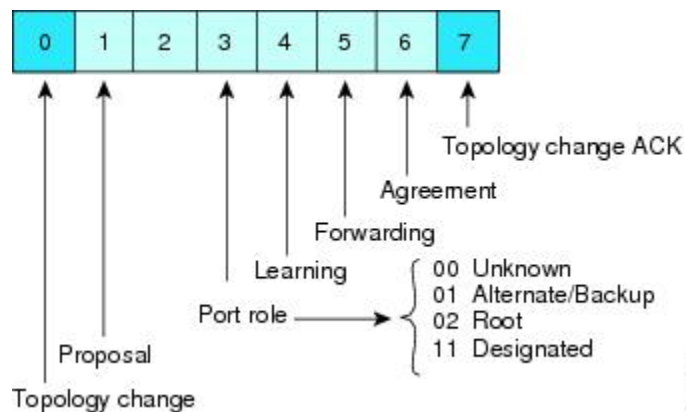 0 1 2 3 4 5 6 7
Topology change ACK
Agreement
Forwarding
Learning
00 Unknown
01 Alternate/Backup
Port role
02 Root
11 Designated
Proposal
Topology change